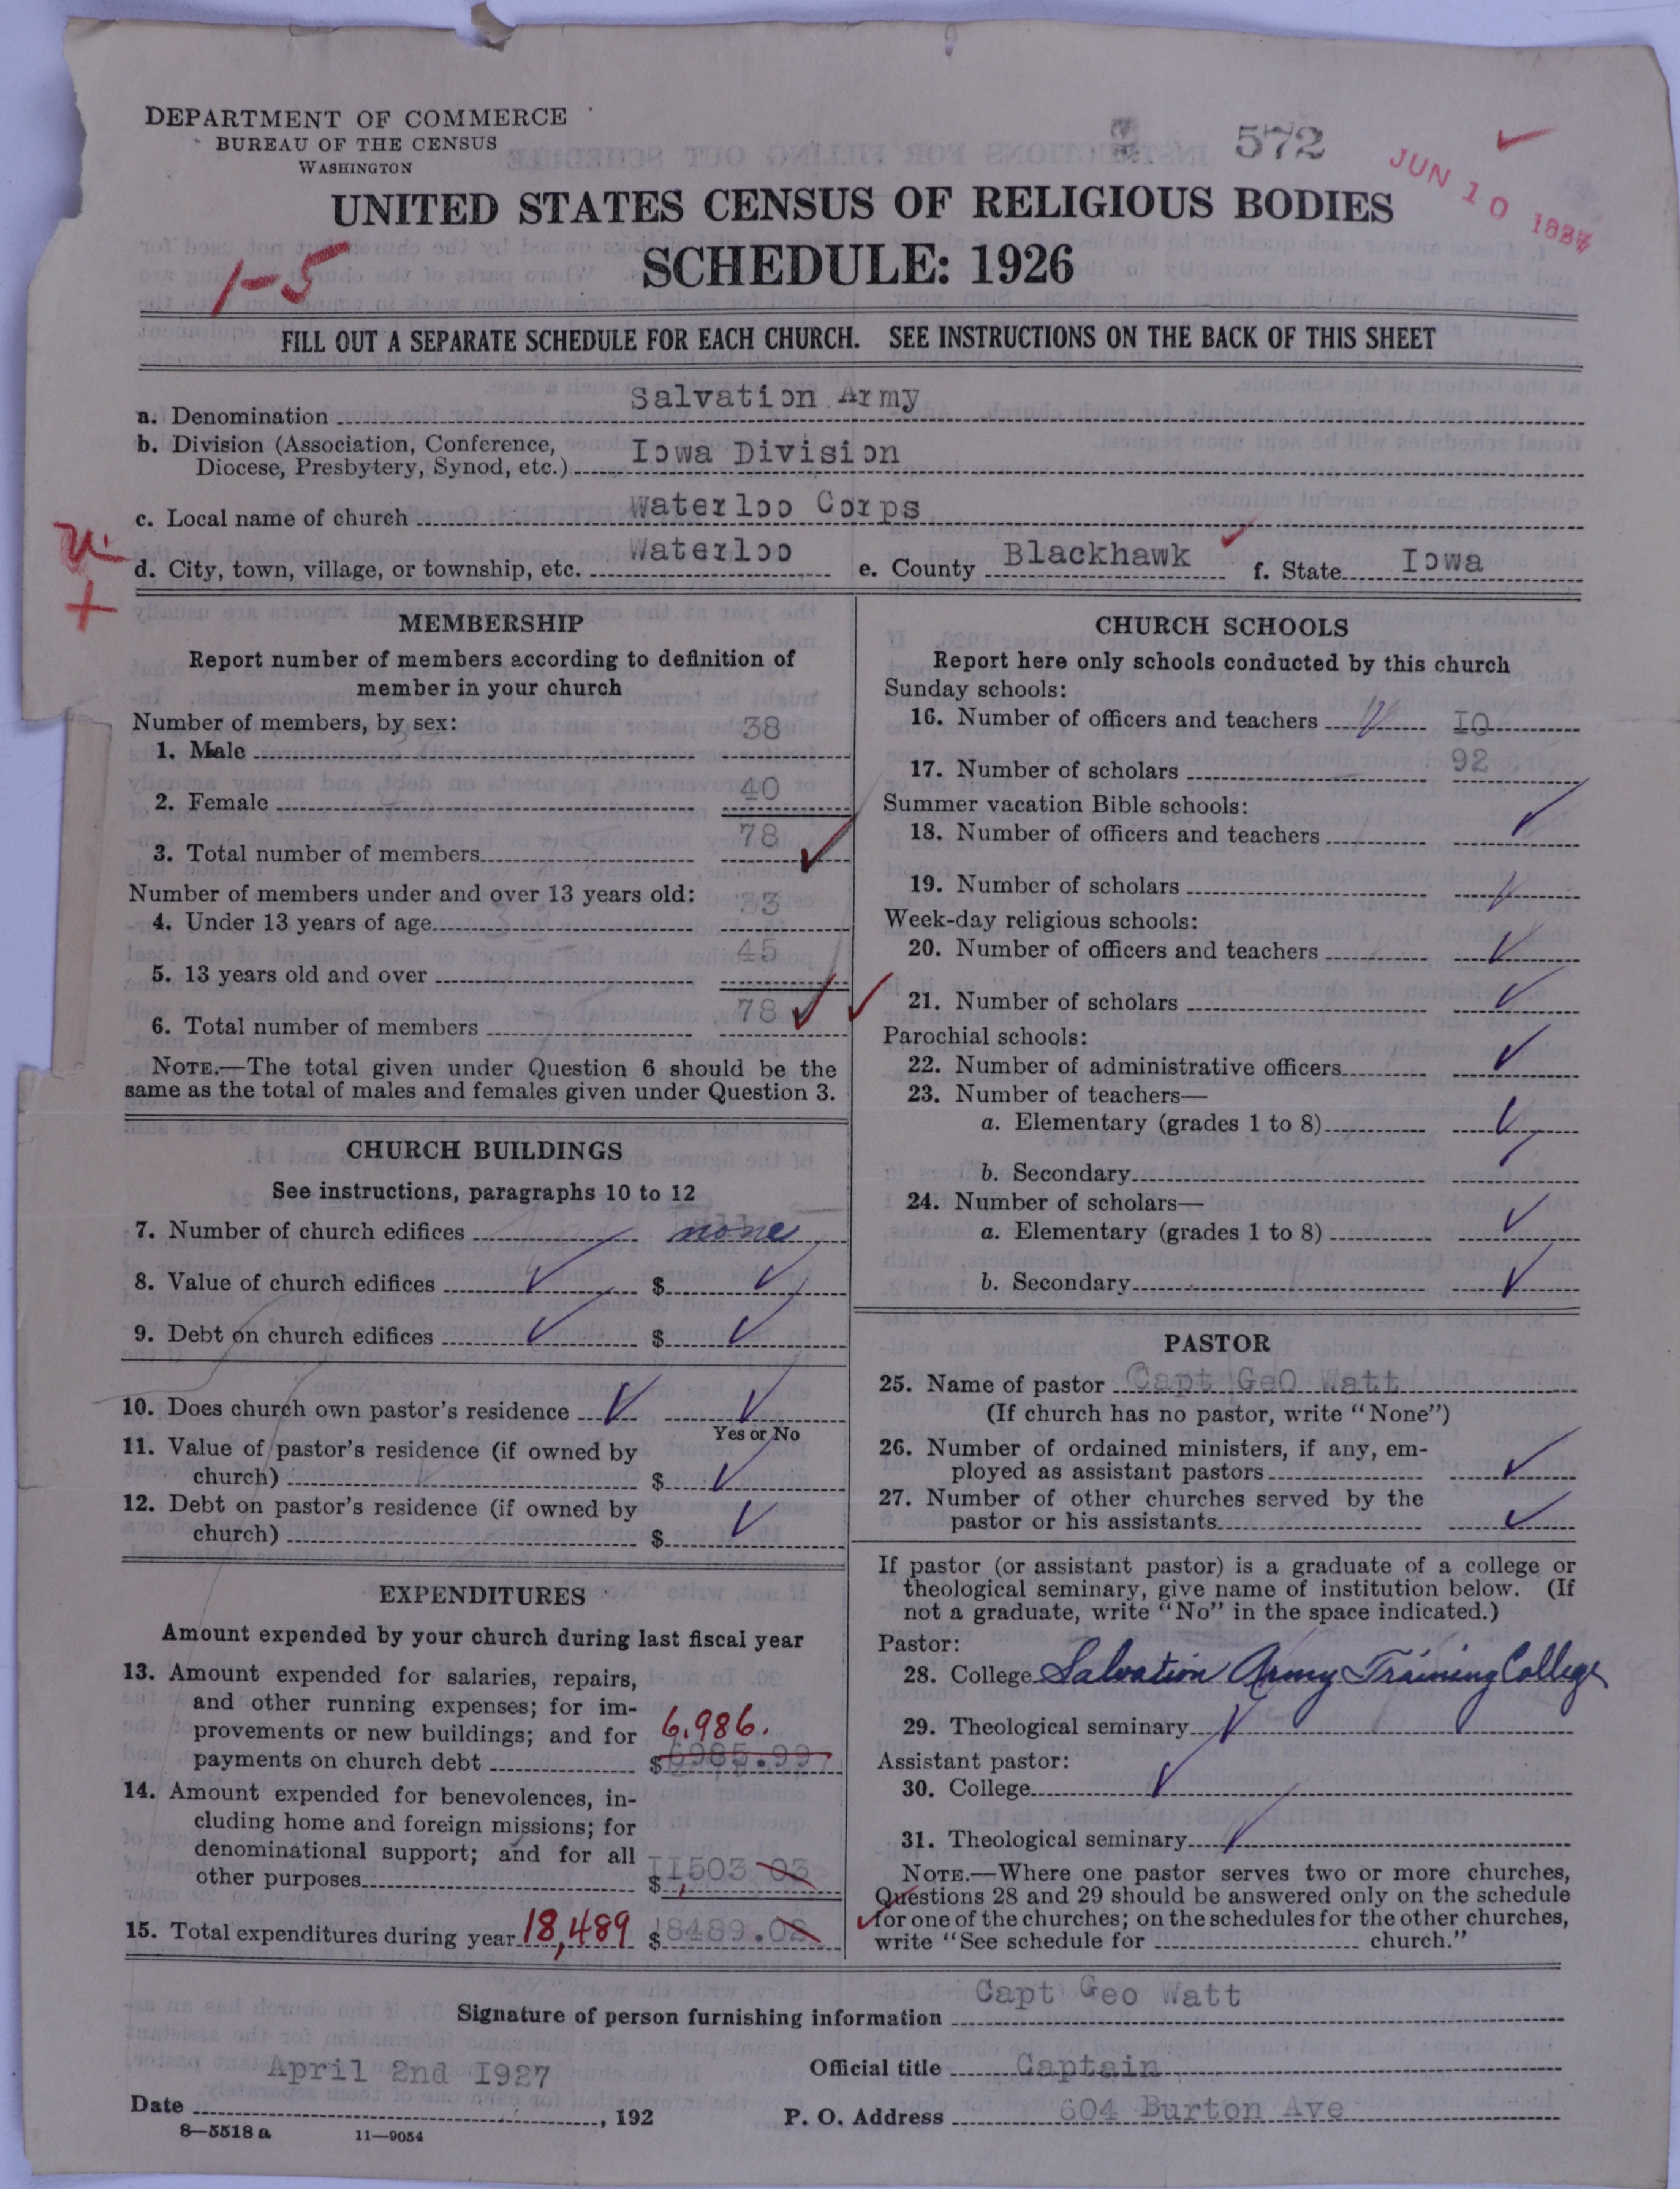 DEPARTMENT OF COMMERCE
BUREAU OF THE CENSUS
WASHINGTON
572
JUN 10 1927
UNITED STATES CENSUS OF RELIGIOUS BODIES
SCHEDULE: 1926
1-5
FILL OUT A SEPARATE SCHEDULE FOR EACH CHURCH. SEE INSTRUCTIONS ON THE BACK OF THIS SHEET
a. Denomination Salvation Army
b. Division (Association, Conference,
Diocese, Presbytery, Synod, etc.) Iowa Division
c. Local name of church Waterloo Corps
d. City, town, village, or township, etc. Waterloo e. County Blackhawk f. State Iowa
MEMBERSHIP
Report number of members according to definition of
member in your church
Number of members, by sex:
1. Male 38
2. Female 40
3. Total number of members 78
Number of members under and over 13 years old:
4. Under 13 years of age 33
5. 13 years old and over 45
6. Total number of members 78
NOTE.—The total given under Question 6 should be the
same as the total of males and females given under Question 3.
CHURCH BUILDINGS
See instructions, paragraphs 10 to 12
7. Number of church edifices none
8. Value of church edifices $
9. Debt on church edifices $
10. Does church own pastor's residence
Yes or No
11. Value of pastor's residence (if owned by
church) $
12. Debt on pastor's residence (if owned by
church) $
EXPENDITURES
Amount expended by your church during last fiscal year
13. Amount expended for salaries, repairs,
and other running expenses; for im-
provements or new buildings; and for 6,986.
payments on church debt $6985.99
14. Amount expended for benevolences, in-
cluding home and foreign missions; for
denominational support; and for all
other purposes $11,503 03
15. Total expenditures during year 18,489 $18489.02
CHURCH SCHOOLS
Report here only schools conducted by this church
Sunday schools:
16. Number of officers and teachers I0
17. Number of scholars 92
Summer vacation Bible schools:
18. Number of officers and teachers
19. Number of scholars
Week-day religious schools:
20. Number of officers and teachers
21. Number of scholars
Parochial schools:
22. Number of administrative officers
23. Number of teachers—
a. Elementary (grades 1 to 8)
b. Secondary
24. Number of scholars—
a. Elementary (grades 1 to 8)
b. Secondary
PASTOR
25. Name of pastor Capt GeO Watt
(If church has no pastor, write "None")
26. Number of ordained ministers, if any, em-
ployed as assistant pastors
27. Number of other churches served by the
pastor or his assistants
If pastor (or assistant pastor) is a graduate of a college or
theological seminary, give name of institution below. (If
not a graduate, write "No" in the space indicated.)
Pastor:
28. College Salvation Army Training College
29. Theological seminary
Assistant pastor:
30. College
31. Theological seminary
NOTE.—Where one pastor serves two or more churches,
Questions 28 and 29 should be answered only on the schedule
for one of the churches; on the schedules for the other churches,
write "See schedule for church."
Signature of person furnishing information Capt Geo Watt
Official title Captain
Date April 2nd I927, 192
P. O. Address 604 Burton Ave
8—5518 a 11—9054